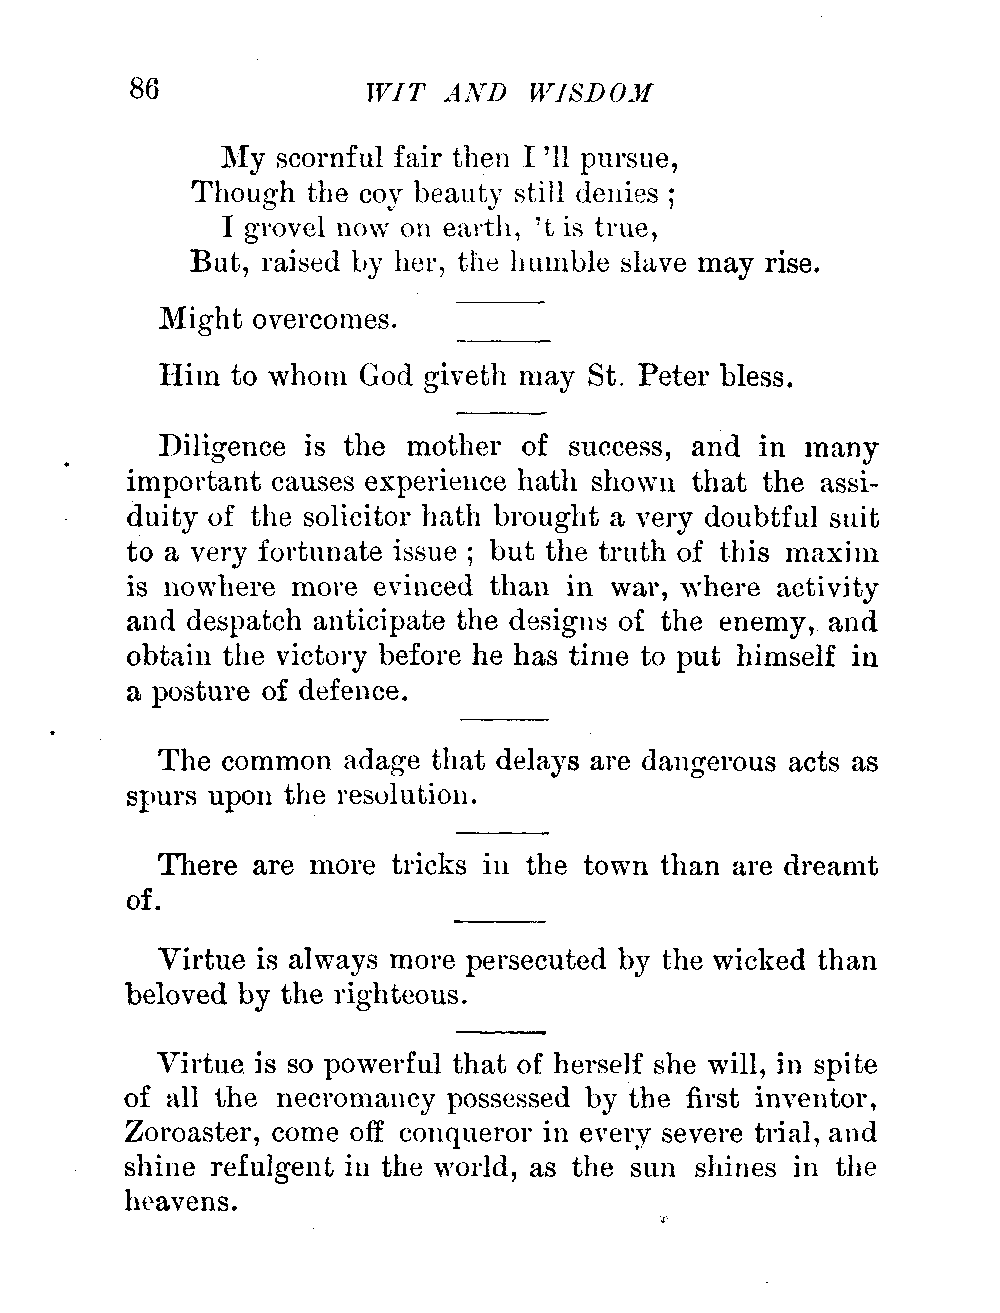 86 WIT AND WISDOM
My scornful fair then I 'll pursue,
Though the coy beauty still denies ;
I grovel now on earth, 't is true,
But, raised by her, the humble slave may rise.
Might overcomes.
Him to whom God giveth may St. Peter bless.
Diligence is the mother of success, and in many
important causes experience hath shown that the assi-
duity of the solicitor hath brought a very doubtful suit
to a very fortunate issue ; but the truth of this maxim
is nowhere more evinced than in war, where activity
and despatch anticipate the designs of the enemy, and
obtain the victory before he has time to put himself in
a posture of defence.
The common adage that delays are dangerous acts as
spurs upon the resolution.
There are more tricks in the town than are dreamt
of.
Virtue is always more persecuted by the wicked than
beloved by the righteous.
Virtue is so powerful that of herself she will, in spite
of all the necromancy possessed by the first inventor,
Zoroaster, come off conqueror in every severe trial, and
shine refulgent in the world, as the sun shines in the
heavens.